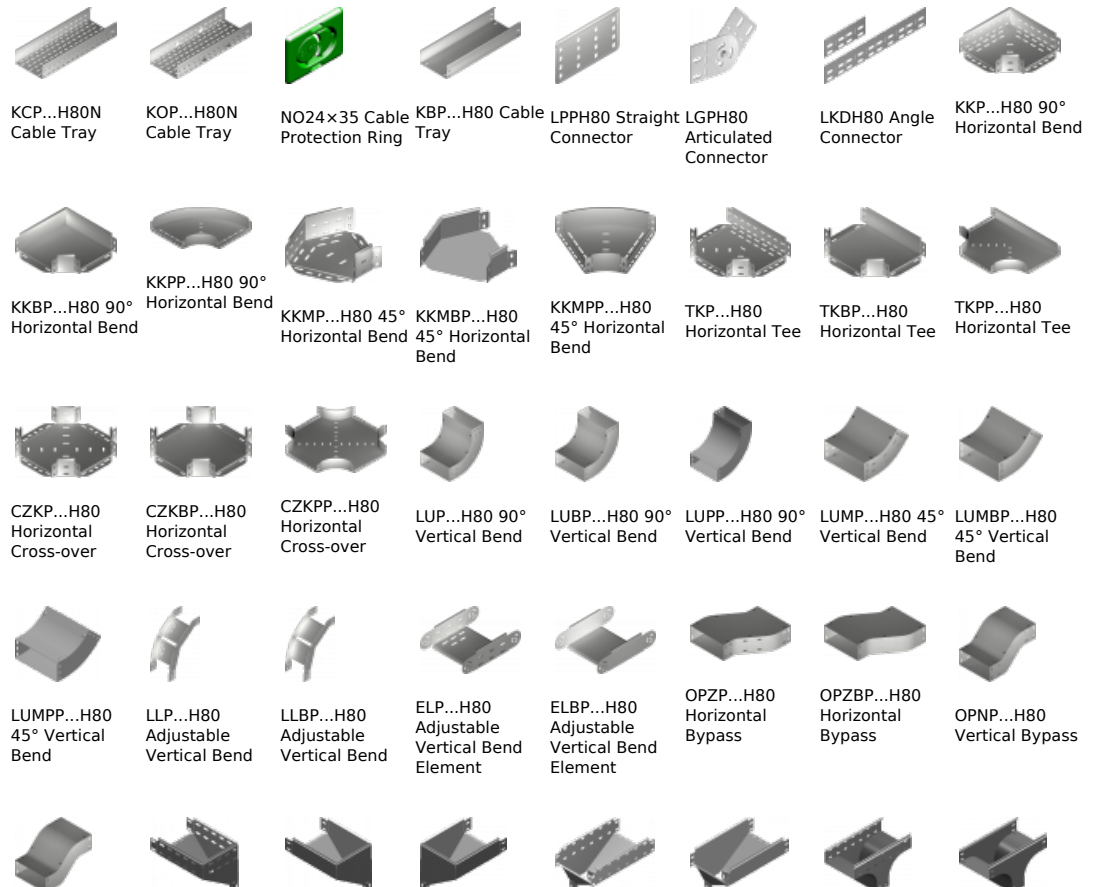 KCP...H80N
Cable Tray
KOP...H80N
Cable Tray
NO24×35 Cable
Protection Ring
KBP...H80 Cable
Tray
LPPH80 Straight
Connector
LGPH80
Articulated
Connector
LKDH80 Angle
Connector
KKP...H80 90°
Horizontal Bend
KKBP...H80 90°
Horizontal Bend
KKPP...H80 90°
Horizontal Bend
KKMP...H80 45°
Horizontal Bend
KKMBP...H80
45° Horizontal
Bend
KKMPP...H80
45° Horizontal
Bend
TKP...H80
Horizontal Tee
TKBP...H80
Horizontal Tee
TKPP...H80
Horizontal Tee
CZKP...H80
Horizontal
Cross-over
CZKBP...H80
Horizontal
Cross-over
CZKPP...H80
Horizontal
Cross-over
LUP...H80 90°
Vertical Bend
LUBP...H80 90°
Vertical Bend
LUPP...H80 90°
Vertical Bend
LUMP...H80 45°
Vertical Bend
LUMBP...H80
45° Vertical
Bend
LUMPP...H80
45° Vertical
Bend
LLP...H80
Adjustable
Vertical Bend
LLBP...H80
Adjustable
Vertical Bend
ELP...H80
Adjustable
Vertical Bend
Element
ELBP...H80
Adjustable
Vertical Bend
Element
OPZP...H80
Horizontal
Bypass
OPZBP...H80
Horizontal
Bypass
OPNP...H80
Vertical Bypass